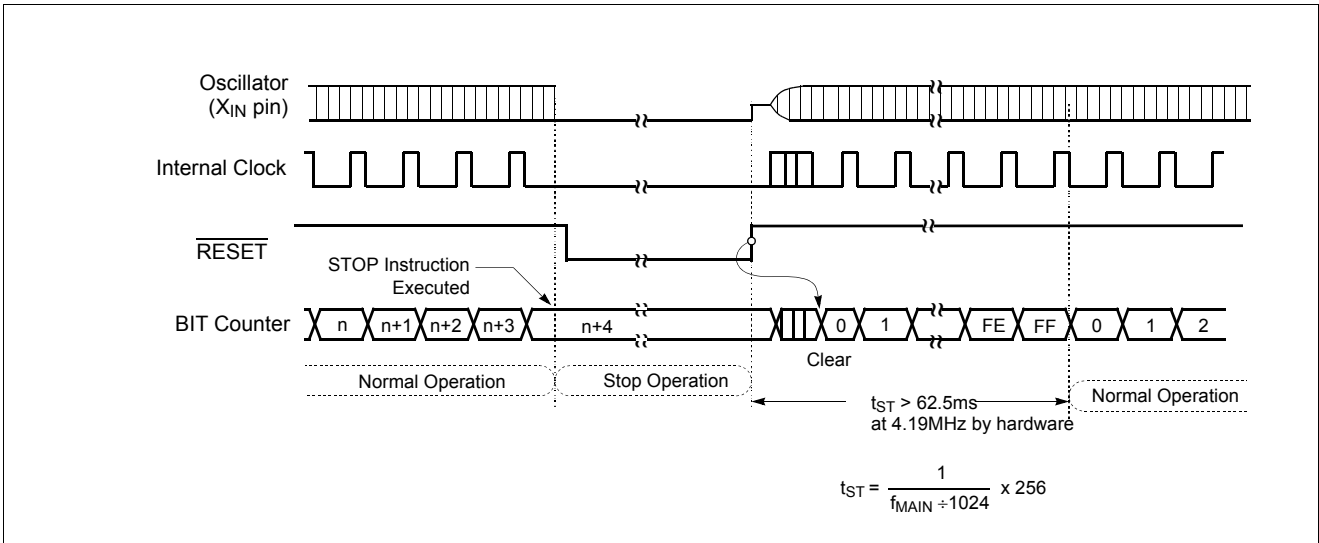 Oscillator
(XIN pin)
Internal Clock
RESET
STOP Instruction
Executed
BIT Counter
n n+1 n+2 n+3 n+4 0 1 FE FF 0 1 2
Clear
Normal Operation Stop Operation Normal Operation
tST > 62.5ms
at 4.19MHz by hardware
tST = 1 / fMAIN ÷1024 x 256